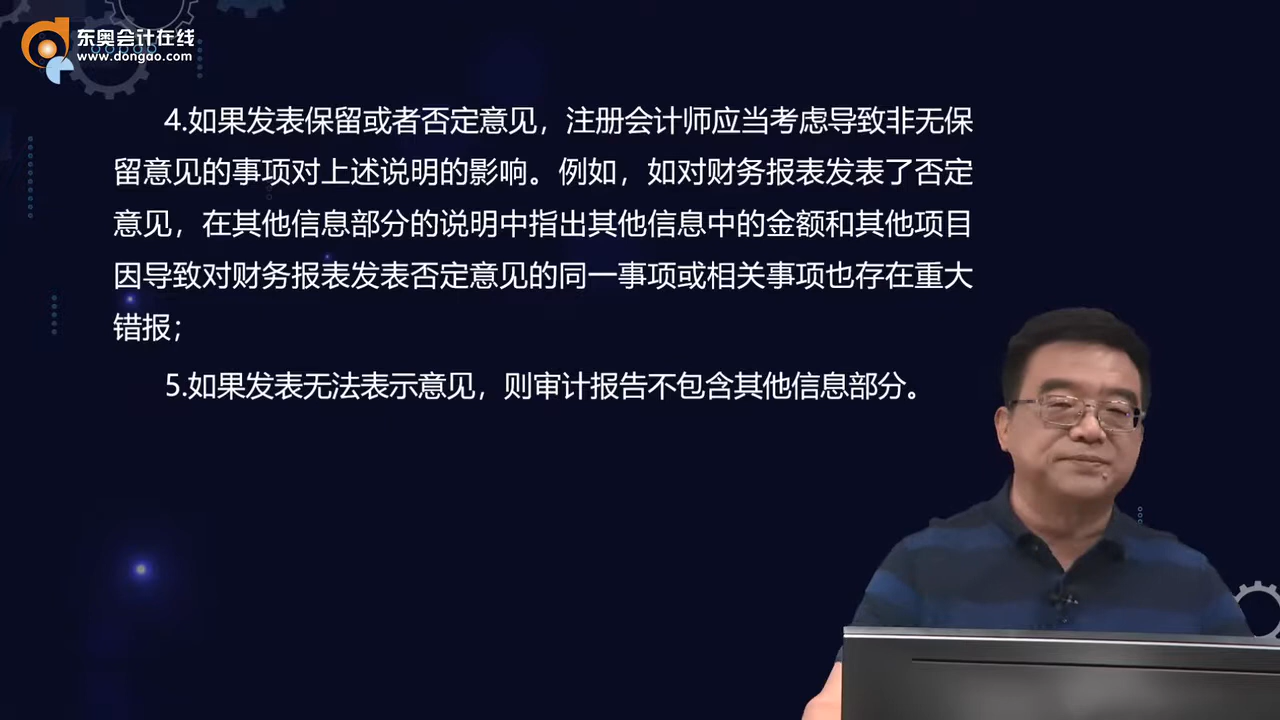 东奥会计在线
www.dongao.com
4.如果发表保留或者否定意见，注册会计师应当考虑导致非无保
留意见的事项对上述说明的影响。例如，如对财务报表发表了否定
意见，在其他信息部分的说明中指出其他信息中的金额和其他项目
因导致对财务报表发表否定意见的同一事项或相关事项也存在重大
错报；
5.如果发表无法表示意见，则审计报告不包含其他信息部分。